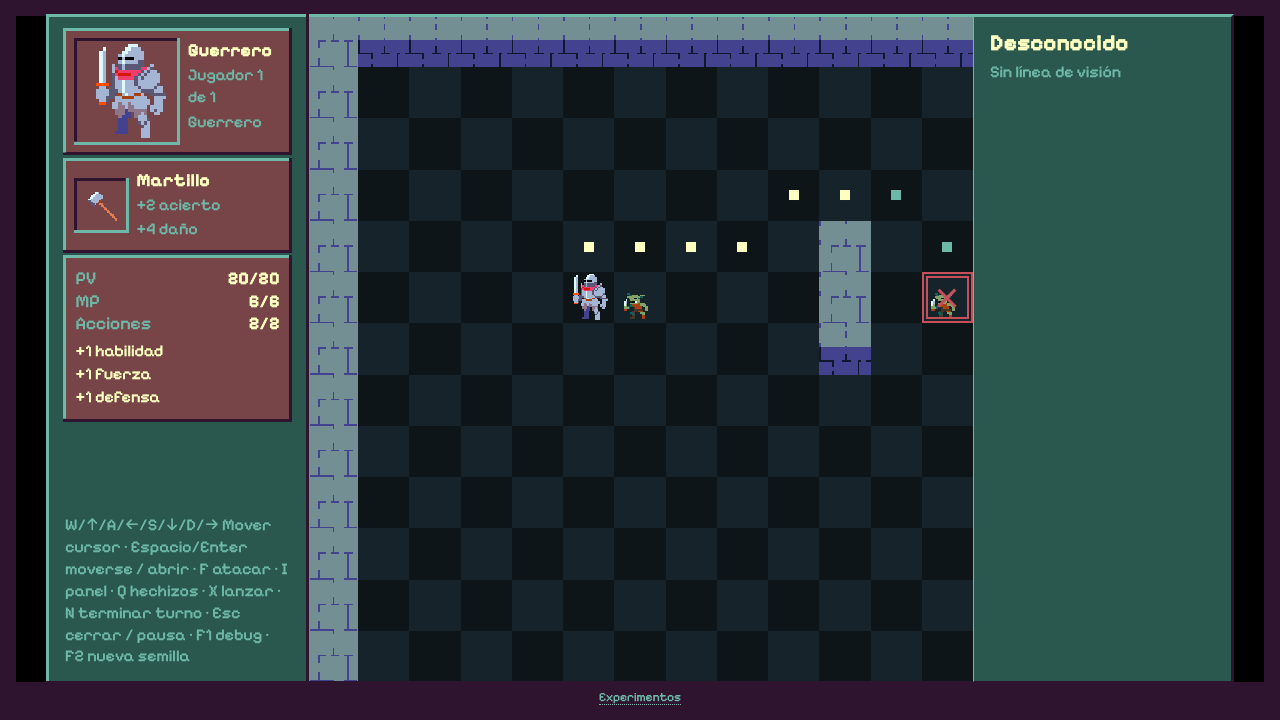 Guerrero
Jugador 1
de 1
Guerrero
Martillo
+2 acierto
+4 daño
PV 80/80
MP 6/6
Acciones 2/2
+1 habilidad
+1 fuerza
+1 defensa
W/↑/A/←/S/↓/D/→ Mover
cursor · Espacio/Enter
moverse / abrir · F atacar · I
panel · Q hechizos · X lanzar ·
N terminar turno · Esc
cerrar / pausa · F1 debug ·
F2 nueva semilla
Desconocido
Sin línea de visión
Experimentos